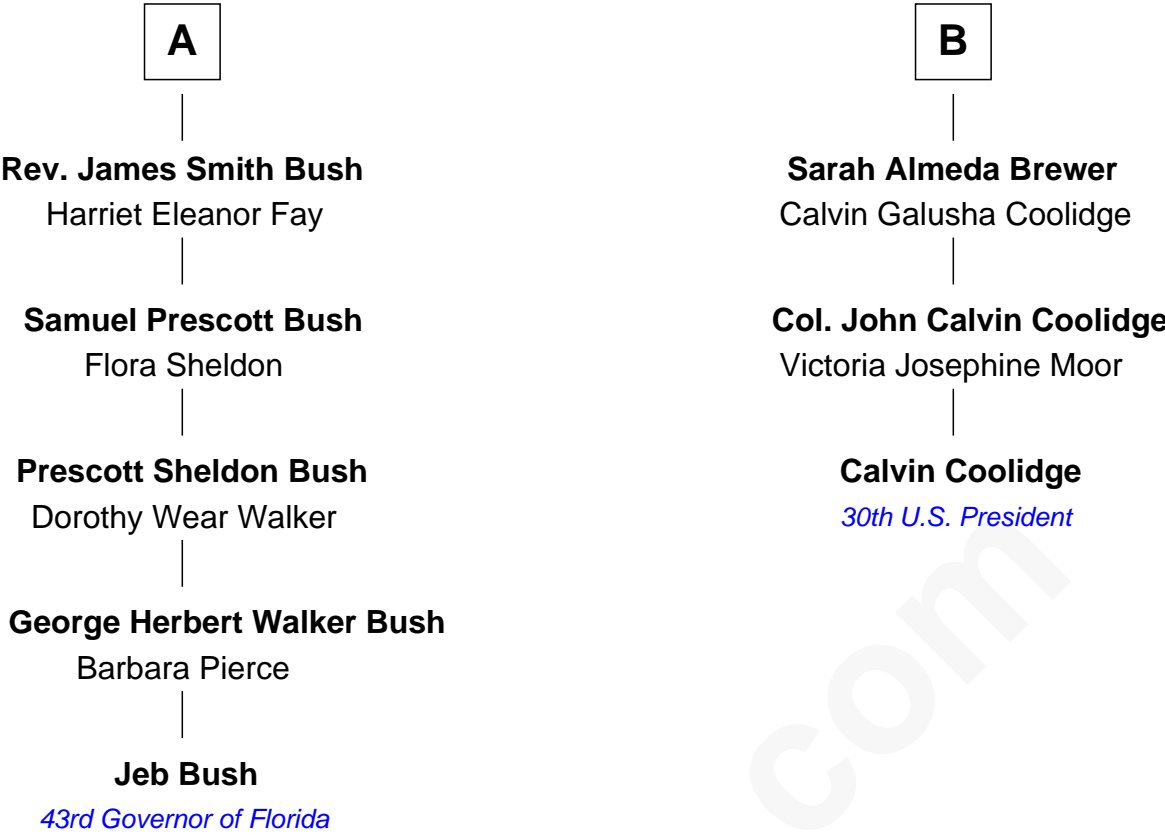 A
Rev. James Smith Bush
Harriet Eleanor Fay
Samuel Prescott Bush
Flora Sheldon
Prescott Sheldon Bush
Dorothy Wear Walker
George Herbert Walker Bush
Barbara Pierce
Jeb Bush
43rd Governor of Florida
B
Sarah Almeda Brewer
Calvin Galusha Coolidge
Col. John Calvin Coolidge
Victoria Josephine Moor
Calvin Coolidge
30th U.S. President
com